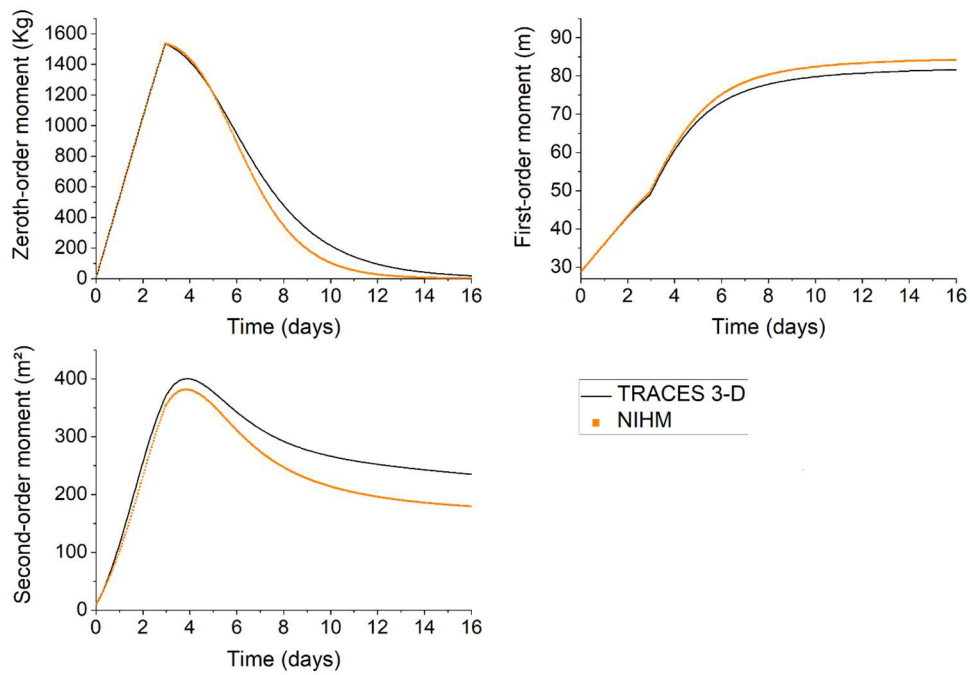 Zeroth-order moment (Kg)
1600
1400
1200
1000
800
600
400
200
0
0 2 4 6 8 10 12 14 16
Time (days)
First-order moment (m)
90
80
70
60
50
40
30
0 2 4 6 8 10 12 14 16
Time (days)
Second-order moment (m²)
400
300
200
100
0
0 2 4 6 8 10 12 14 16
Time (days)
TRACES 3-D
NIHM